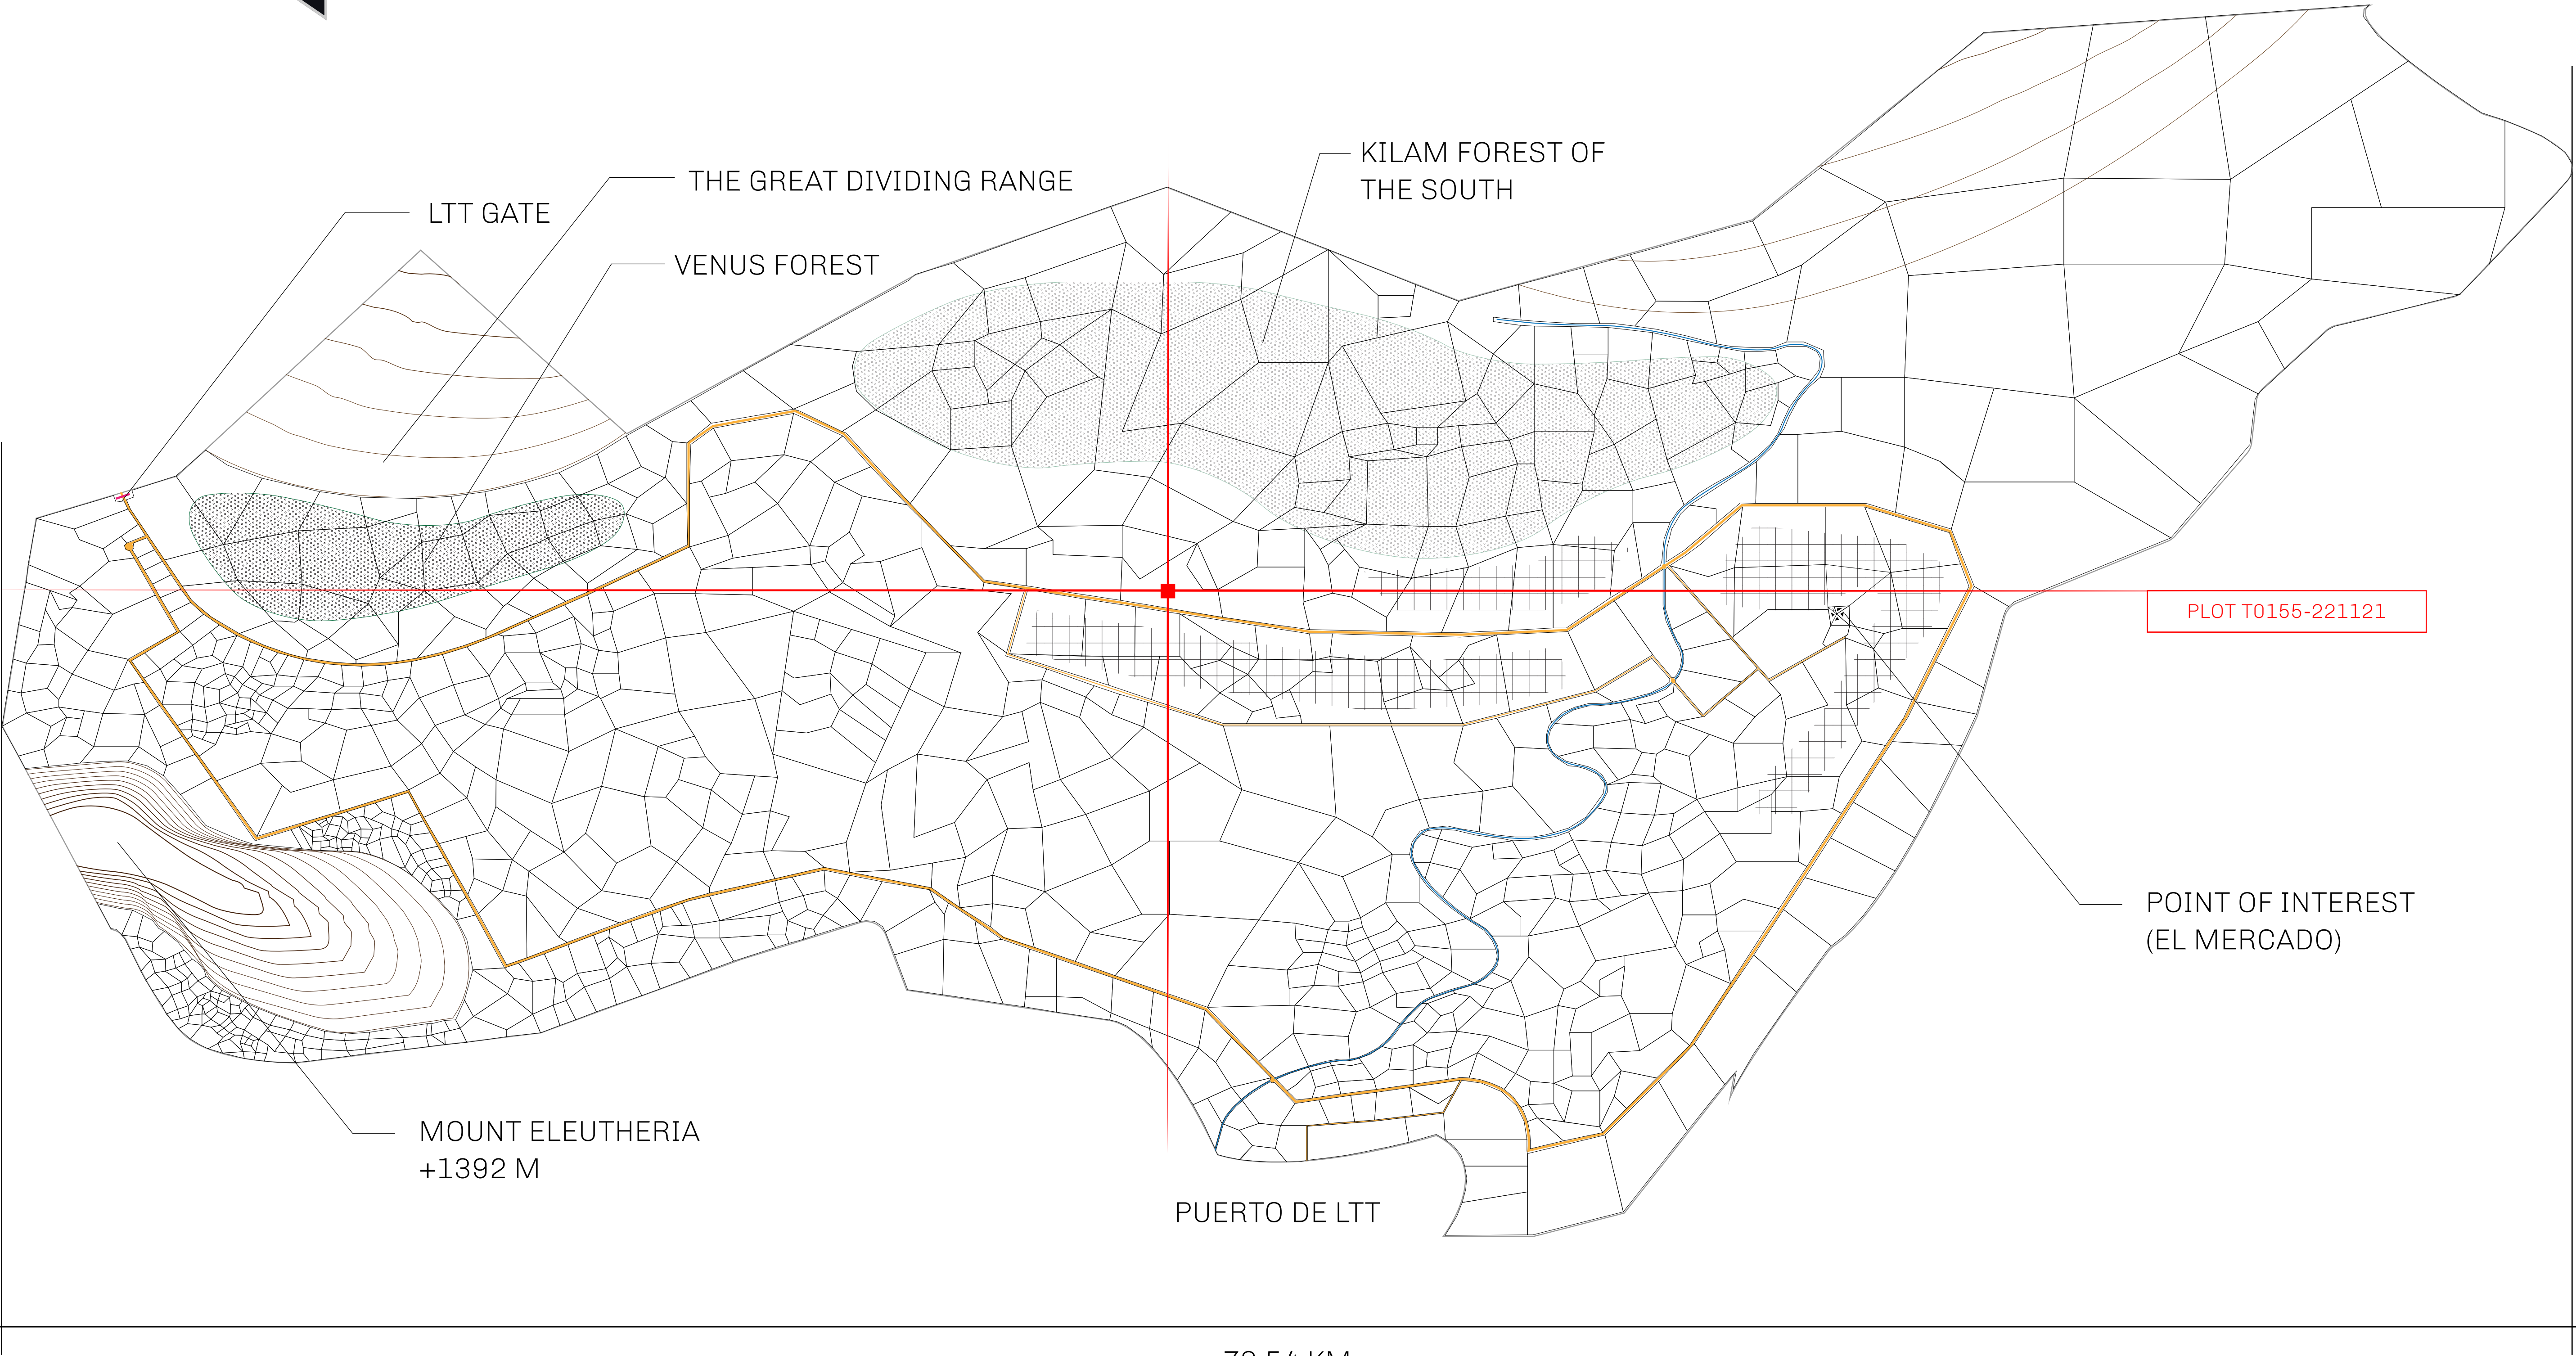 KILAM FOREST OF
THE SOUTH
THE GREAT DIVIDING RANGE
LTT GATE
VENUS FOREST
PLOT T0155-221121
POINT OF INTEREST
(EL MERCADO)
MOUNT ELEUTHERIA
+1392 M
PUERTO DE LTT
KM